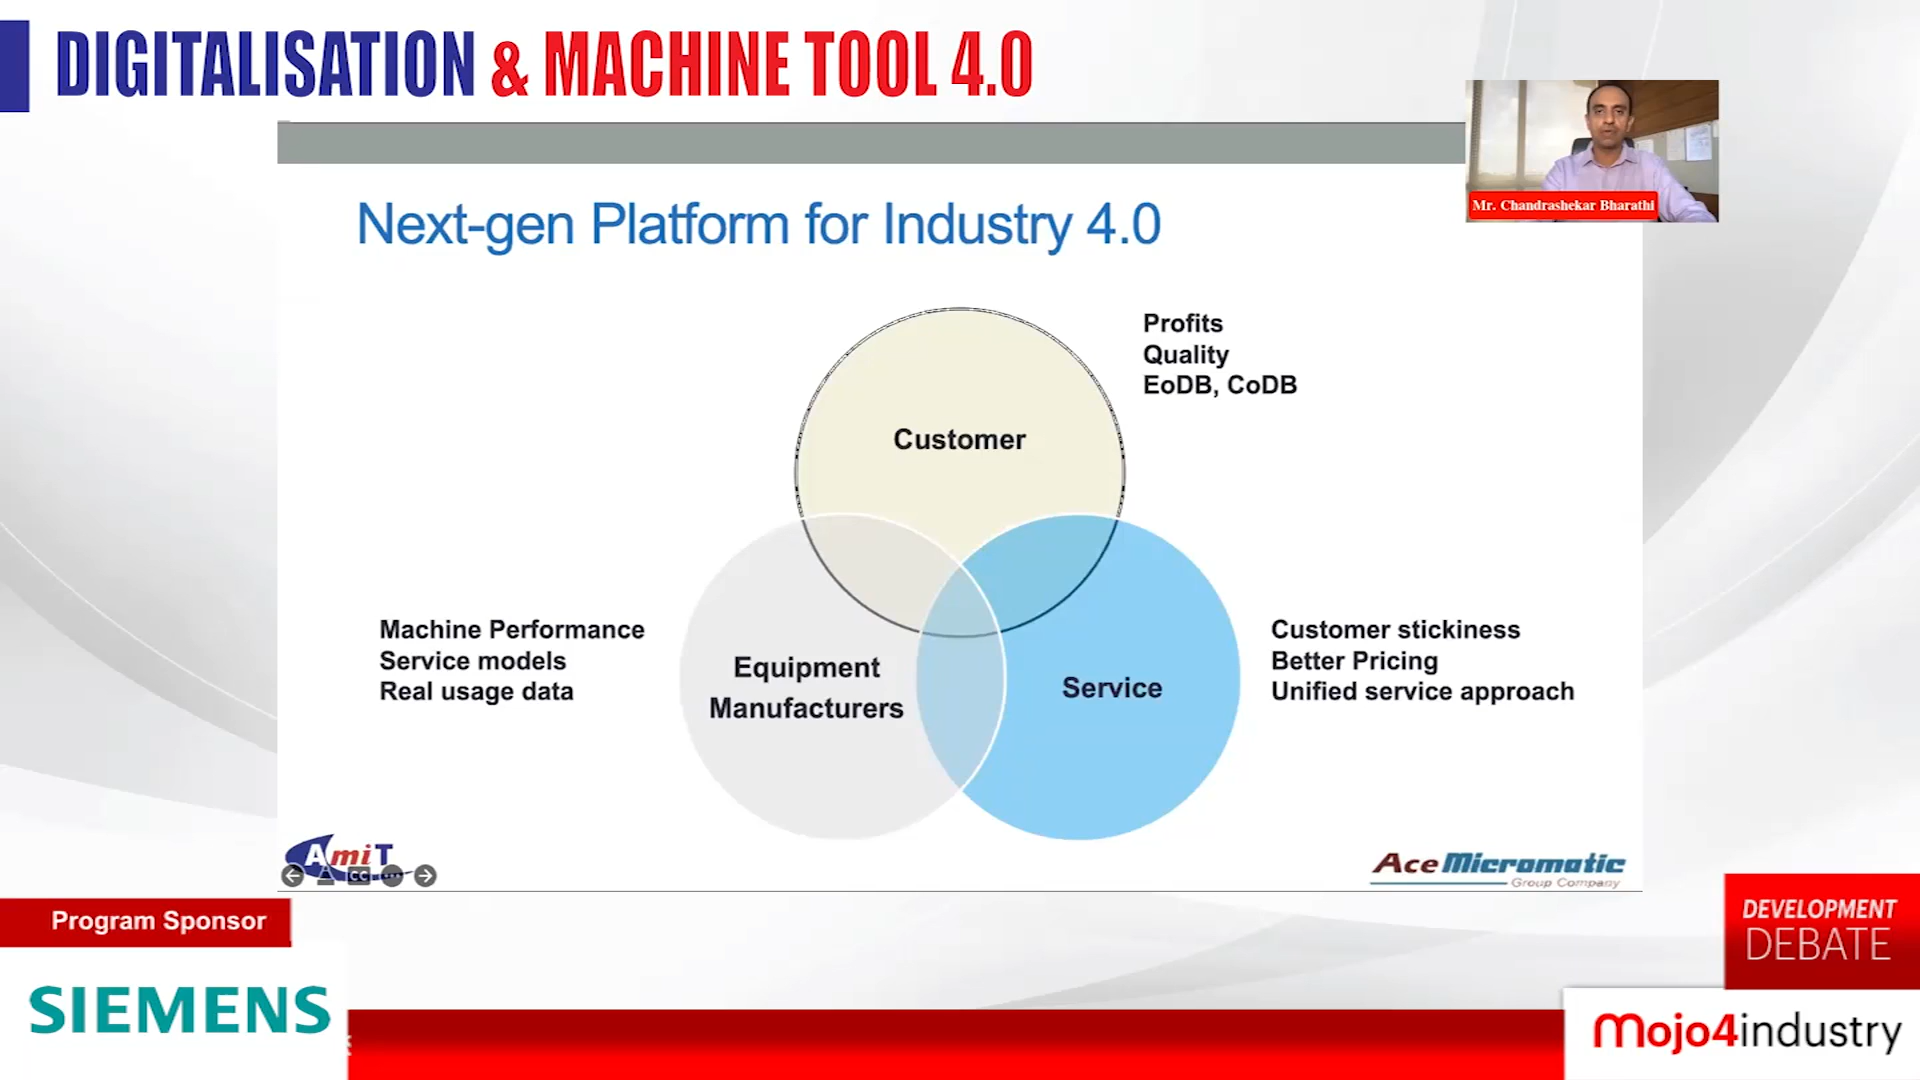 DIGITALISATION & MACHINE TOOL 4.0
Mr. Chandrashekar Bharathi
Next-gen Platform for Industry 4.0
Profits
Quality
EoDB, CoDB
Customer
Machine Performance
Service models
Real usage data
Equipment
Manufacturers
Service
Customer stickiness
Better Pricing
Unified service approach
AmiT
CC
Ace Micromatic
Group Company
Program Sponsor
SIEMENS
DEVELOPMENT
DEBATE
Mojo4industry